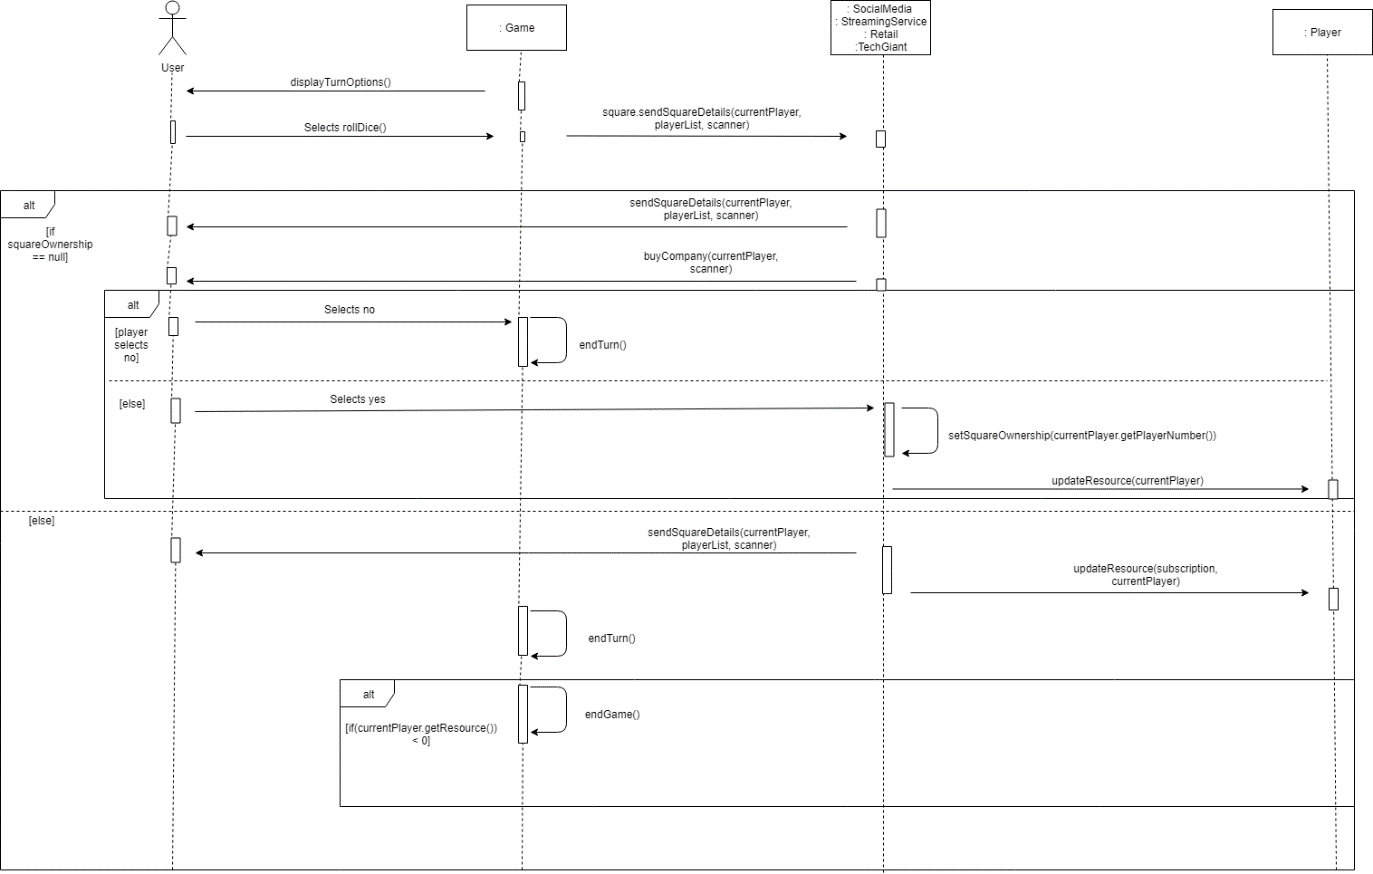 User
: Game
: SocialMedia
: StreamingService
: Retail
:TechGiant
: Player
displayTurnOptions()
Selects rollDice()
square.sendSquareDetails(currentPlayer,
playerList, scanner)
alt
[if
squareOwnership
== null]
sendSquareDetails(currentPlayer,
playerList, scanner)
buyCompany(currentPlayer,
scanner)
alt
[player
selects
no]
Selects no
endTurn()
[else]
Selects yes
setSquareOwnership(currentPlayer.getPlayerNumber())
updateResource(currentPlayer)
[else]
sendSquareDetails(currentPlayer,
playerList, scanner)
updateResource(subscription,
currentPlayer)
endTurn()
alt
[if(currentPlayer.getResource())
< 0]
endGame()